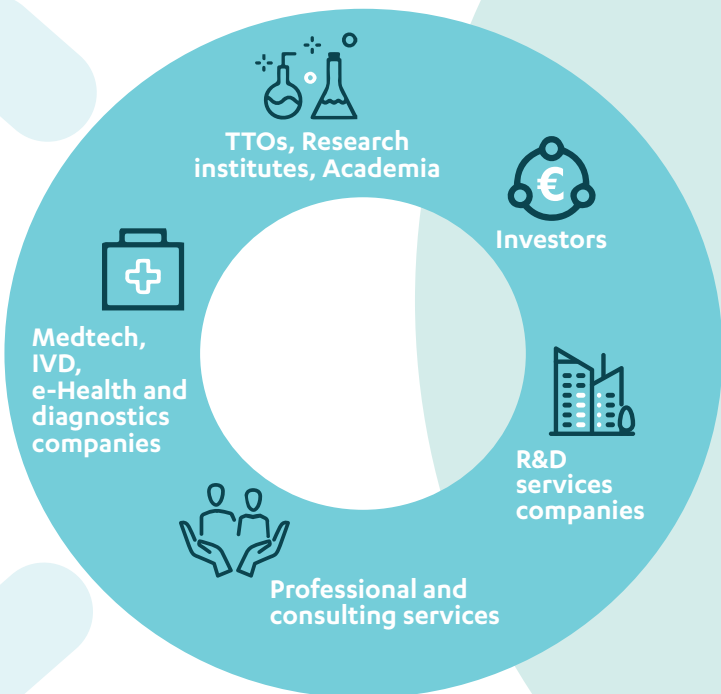 TTOs, Research
institutes, Academia
€
Investors
Medtech,
IVD,
e-Health and
diagnostics
companies
R&D
services
companies
Professional and
consulting services